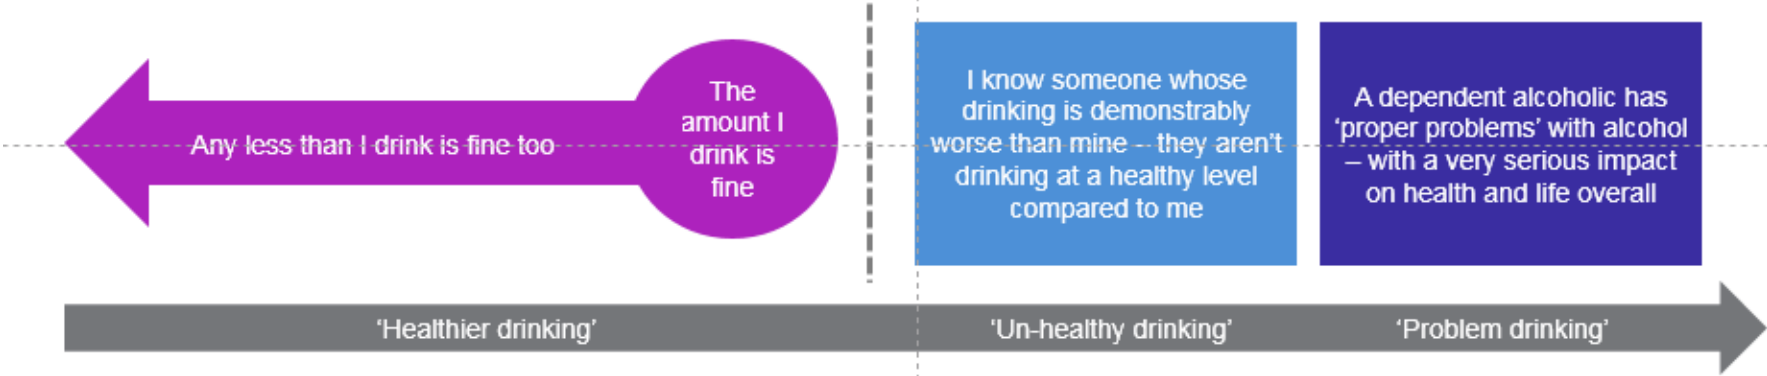 Any less than I drink is fine too
The
amount I
drink is
fine
I know someone whose
drinking is demonstrably
worse than mine – they aren’t
drinking at a healthy level
compared to me
A dependent alcoholic has
‘proper problems’ with alcohol
– with a very serious impact
on health and life overall
‘Healthier drinking’
‘Un-healthy drinking’
‘Problem drinking’